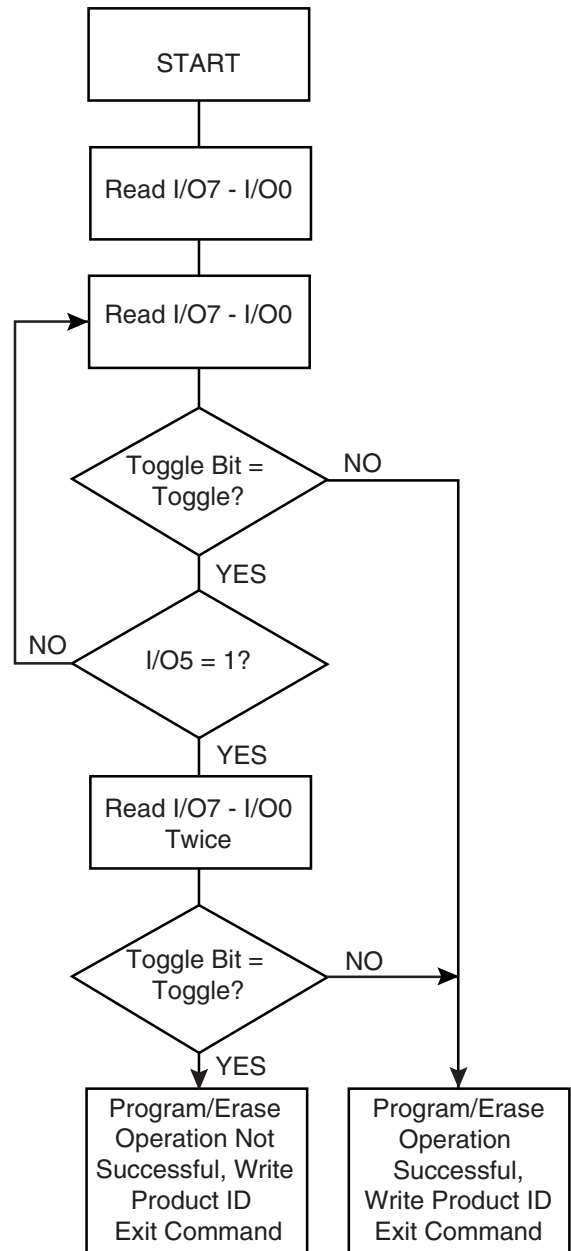 START
Read I/O7 - I/O0
Read I/O7 - I/O0
Toggle Bit =
Toggle?
NO
YES
NO
I/O5 = 1?
YES
Read I/O7 - I/O0
Twice
Toggle Bit =
Toggle?
NO
YES
Program/Erase
Operation Not
Successful, Write
Product ID
Exit Command
Program/Erase
Operation
Successful,
Write Product ID
Exit Command